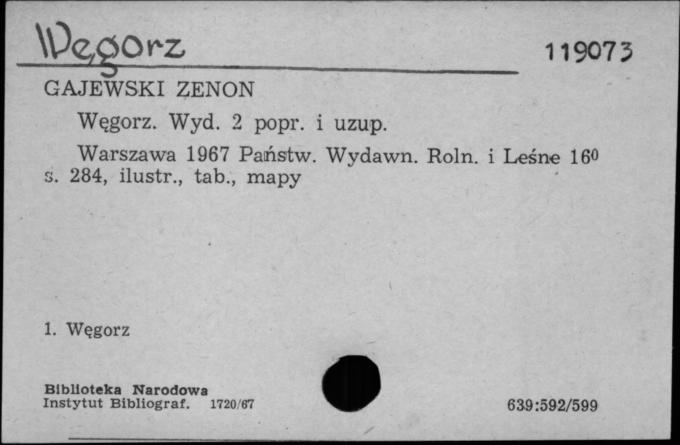 Węgorz 119073
GAJEWSKI ZENON
Węgorz. Wyd. 2 popr. i uzup.
Warszawa 1967 Państw. Wydawn. Roln. i Leśne 16⁰
s. 284, ilustr., tab., mapy
1. Węgorz
Biblioteka Narodowa
Instytut Bibliograf. 1720/67 639:592/599